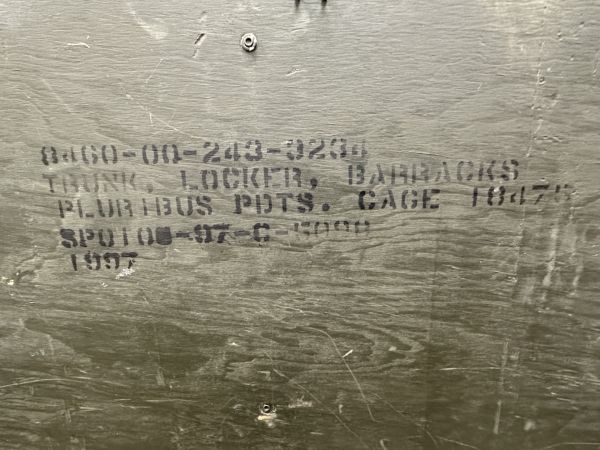 8460-00-243-3234
TRUNK, LOCKER, BARRACKS
PLURIBUS PDTS. CAGE
1997